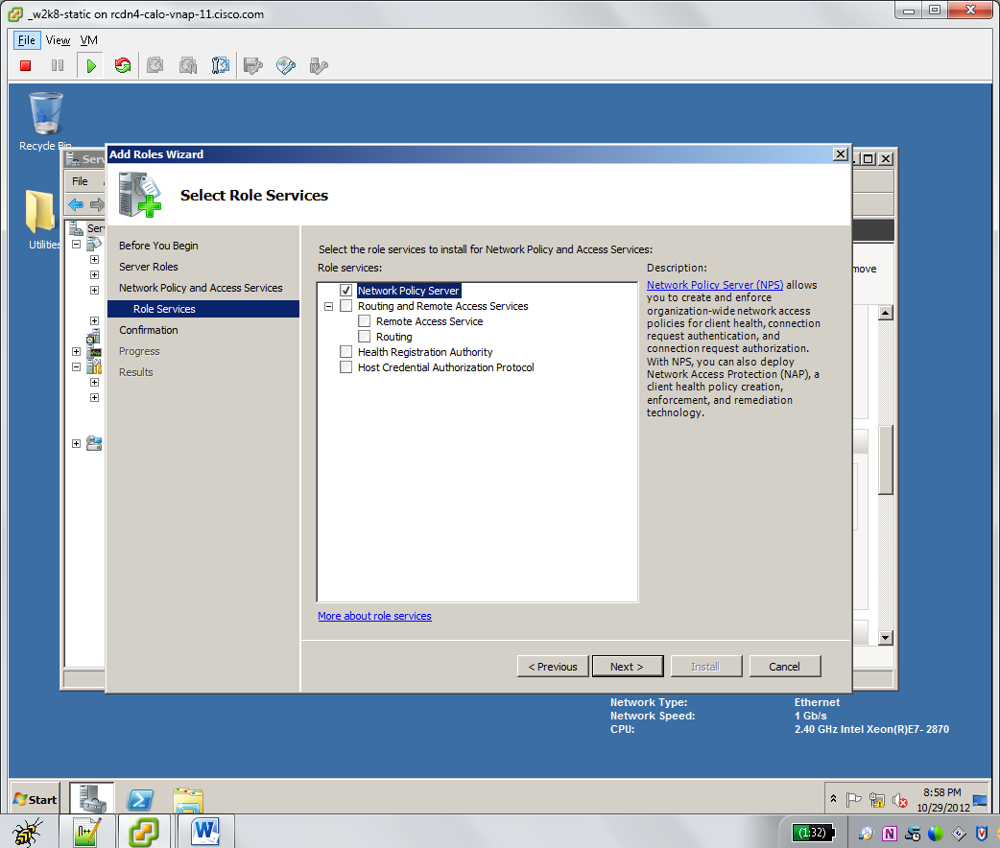 _w2k8-static on rcdn4-calo-vnap-11.cisco.com
File View VM
Recycle Bin
Utilities
Serv
File
Serv
Add Roles Wizard
Select Role Services
Before You Begin
Server Roles
Network Policy and Access Services
Role Services
Confirmation
Progress
Results
Select the role services to install for Network Policy and Access Services:
Role services:
Network Policy Server
Routing and Remote Access Services
Remote Access Service
Routing
Health Registration Authority
Host Credential Authorization Protocol
More about role services
Description:
Network Policy Server (NPS) allows
you to create and enforce
organization-wide network access
policies for client health, connection
request authentication, and
connection request authorization.
With NPS, you can also deploy
Network Access Protection (NAP), a
client health policy creation,
enforcement, and remediation
technology.
move
< Previous
Next >
Install
Cancel
Network Type: Ethernet
Network Speed: 1 Gb/s
CPU: 2.40 GHz Intel Xeon(R)E7- 2870
Start
8:58 PM
10/29/2012
(1:32)